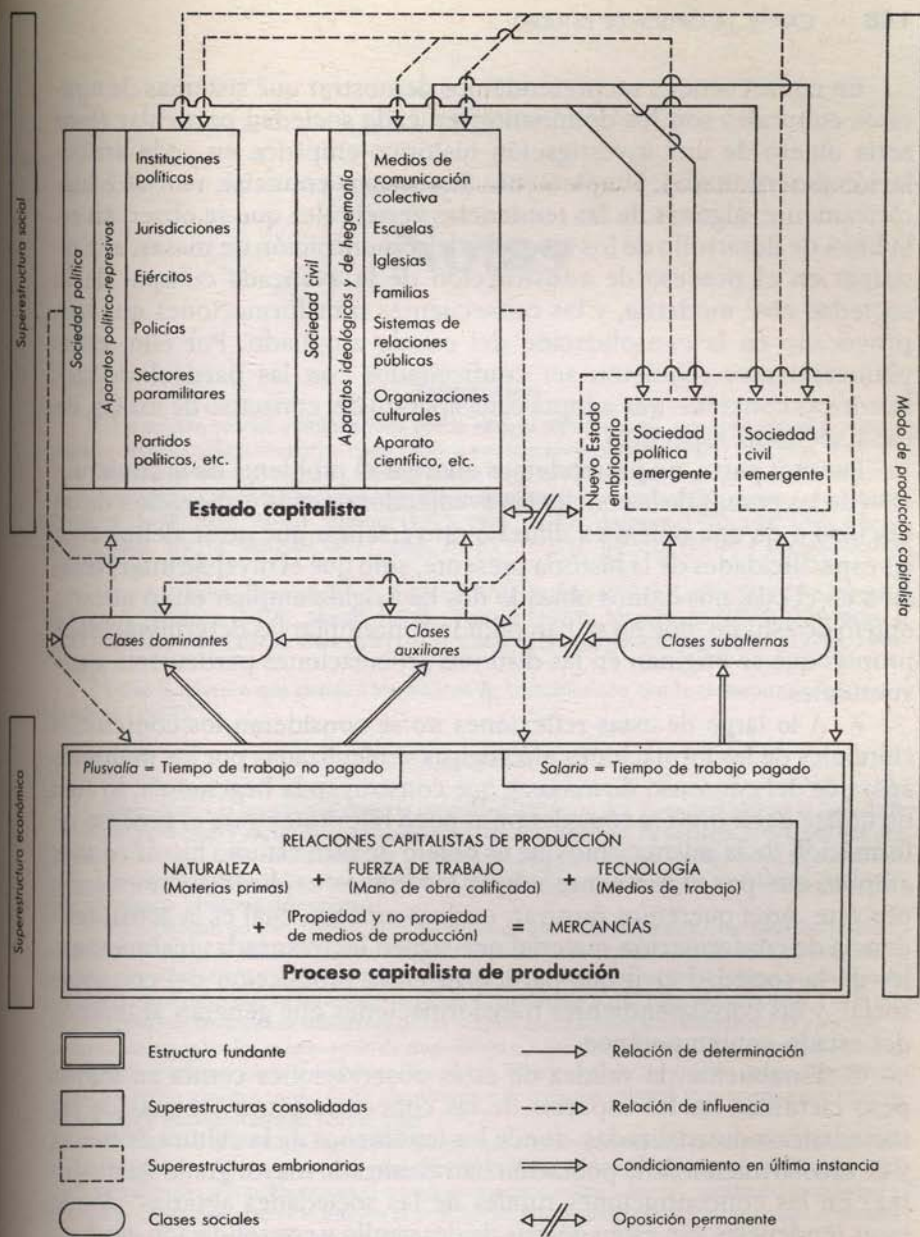 Superestructura social
Sociedad política
Aparatos político-represivos
Instituciones
políticas
Jurisdicciones
Ejércitos
Policías
Sectores
paramilitares
Partidos
políticos, etc.
Sociedad civil
Aparatos ideológicos y de hegemonía
Medios de
comunicación
colectiva
Escuelas
Iglesias
Familias
Sistemas de
relaciones
públicas
Organizaciones
culturales
Aparato
científico, etc.
Estado capitalista
Nuevo Estado
embrionario
Sociedad
política
emergente
Sociedad
civil
emergente
Modo de producción capitalista
Clases dominantes
Clases
auxiliares
Clases subalternas
Superestructura económica
Plusvalía = Tiempo de trabajo no pagado
Salario = Tiempo de trabajo pagado
RELACIONES CAPITALISTAS DE PRODUCCIÓN
NATURALEZA + FUERZA DE TRABAJO + TECNOLOGÍA
(Materias primas) (Mano de obra calificada) (Medios de trabajo)
+ (Propiedad y no propiedad
de medios de producción) = MERCANCÍAS
Proceso capitalista de producción
Estructura fundante
Relación de determinación
Superestructuras consolidadas
Relación de influencia
Superestructuras embrionarias
Condicionamiento en última instancia
Clases sociales
Oposición permanente